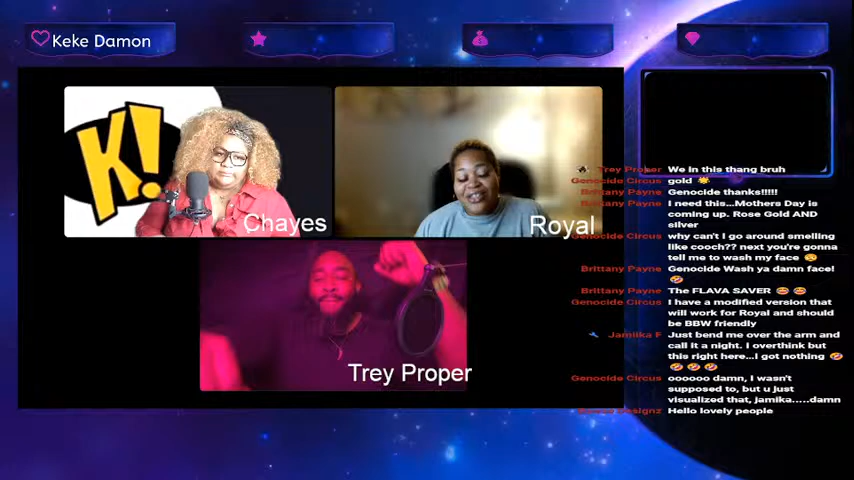 Keke Damon
K!
Chayes
Royal
Trey Proper
Trey Proper We in this thang bruh
Genocide Circus gold
Brittany Payne Genocide thanks!!!!!
Brittany Payne I need this...Mothers Day is
coming up. Rose Gold AND
silver
Genocide Circus why can't I go around smelling
like cooch?? next you're gonna
tell me to wash my face
Brittany Payne Genocide Wash ya damn face!
Brittany Payne The FLAVA SAVER
Genocide Circus I have a modified version that
will work for Royal and should
be BBW friendly
Jamiika F Just bend me over the arm and
call it a night. I overthink but
this right here...I got nothing
Genocide Circus oooooo damn, I wasn't
supposed to, but u just
visualized that, jamika.....damn
Designz Hello lovely people